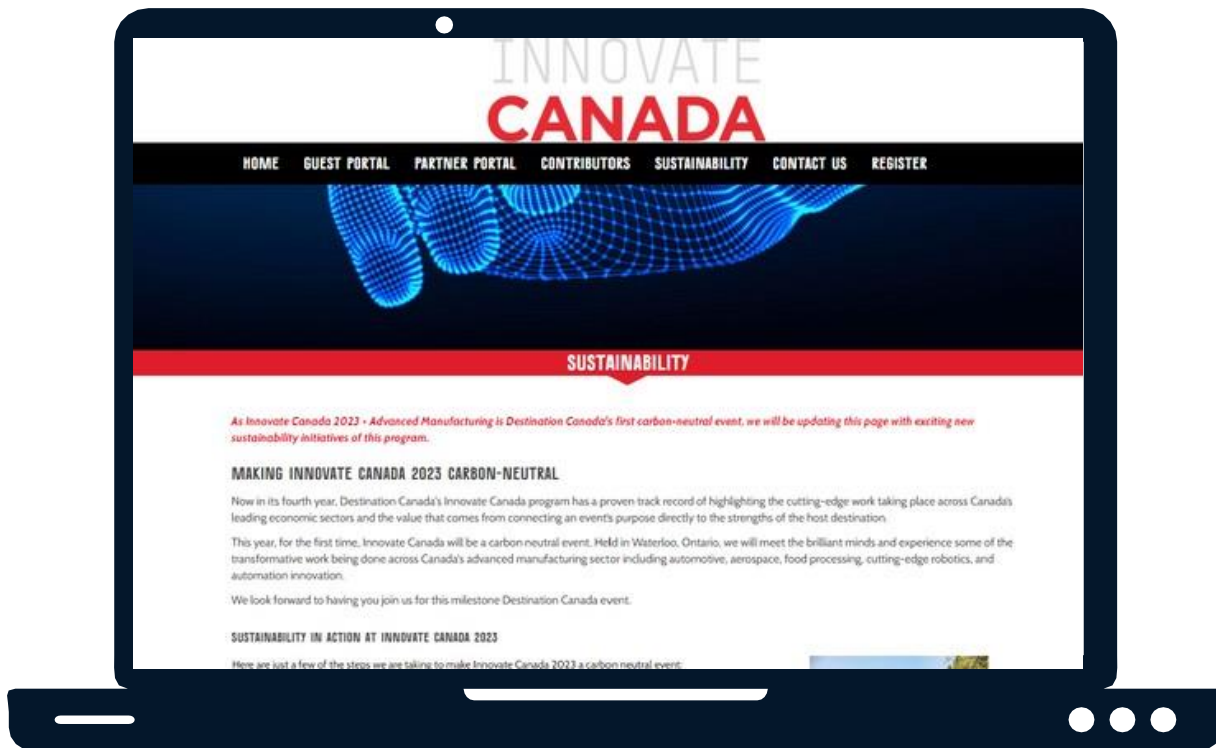 INNOVATE
CANADA
HOME GUEST PORTAL PARTNER PORTAL CONTRIBUTORS SUSTAINABILITY CONTACT US REGISTER
SUSTAINABILITY
As Innovate Canada 2023 - Advanced Manufacturing is Destination Canada's first carbon-neutral event, we will be updating this page with exciting new
sustainability initiatives of this program.
MAKING INNOVATE CANADA 2023 CARBON-NEUTRAL
Now in its fourth year, Destination Canada's Innovate Canada program has a proven track record of highlighting the cutting-edge work taking place across Canada's
leading economic sectors and the value that comes from connecting an event's purpose directly to the strengths of the host destination.
This year, for the first time, Innovate Canada will be a carbon neutral event. Held in Waterloo, Ontario, we will meet the brilliant minds and experience some of the
transformative work being done across Canada's advanced manufacturing sector including automotive, aerospace, food processing, cutting-edge robotics, and
automation innovation.
We look forward to having you join us for this milestone Destination Canada event.
SUSTAINABILITY IN ACTION AT INNOVATE CANADA 2023
Here are just a few of the steps we are taking to make Innovate Canada 2023 a carbon neutral event: